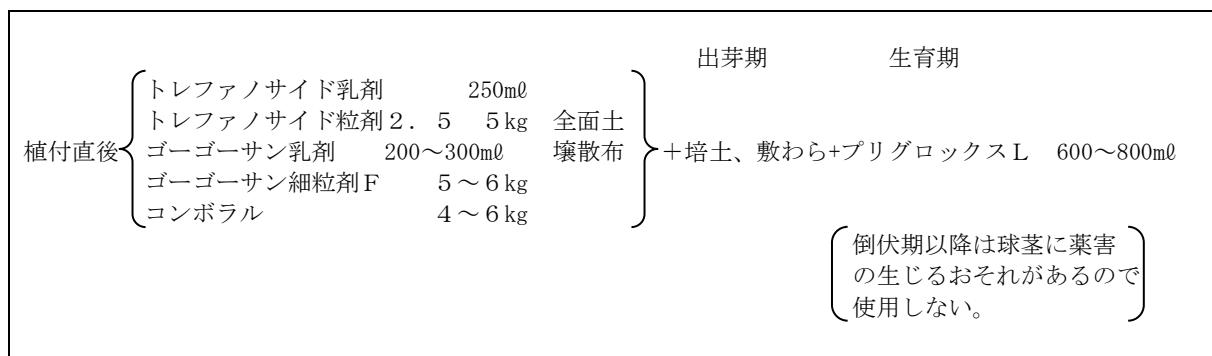 出芽期　生育期
トレファノサイド乳剤　250mℓ
トレファノサイド粒剤２．５　5kg　全面土
植付直後　ゴーゴーサン乳剤　200～300mℓ　壌散布　＋培土、敷わら+プリグロックスＬ　600～800mℓ
ゴーゴーサン細粒剤Ｆ　５～６kg
コンボラル　４～６kg
倒伏期以降は球茎に薬害
の生じるおそれがあるので
使用しない。